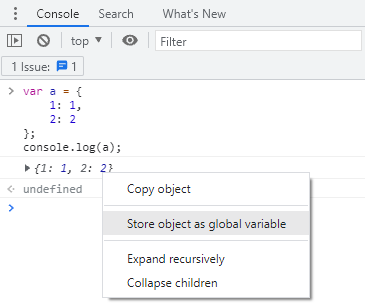 Console Search What's New
top ▼ Filter
1 Issue: 1
> var a = {
1: 1,
2: 2
};
console.log(a);
▶ {1: 1, 2: 2}
undefined
>
Copy object
Store object as global variable
Expand recursively
Collapse children